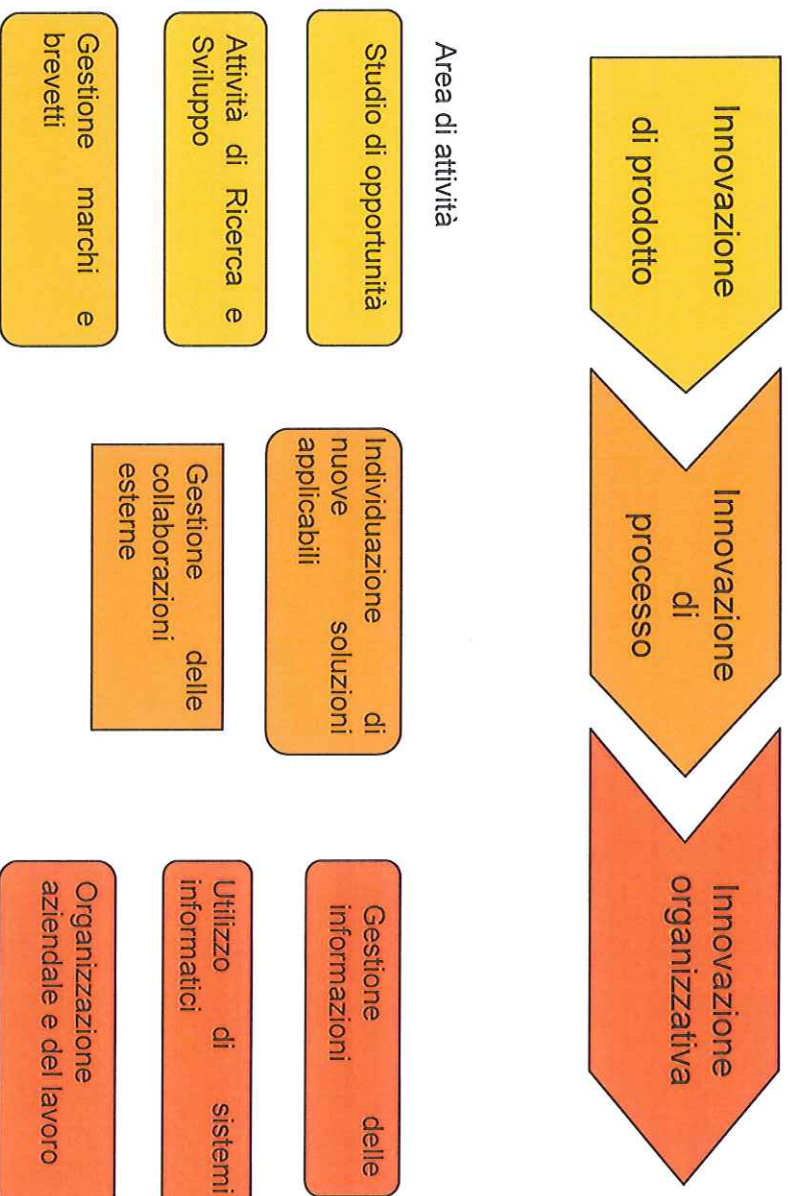 Innovazione
di prodotto
Innovazione
di
processo
Innovazione
organizzativa
Area di attività
Studio di opportunità
Attività di Ricerca e
Sviluppo
Gestione marchi e
brevetti
Individuazione di
nuove soluzioni
applicabili
Gestione delle
collaborazioni
esterne
Gestione delle
informazioni
Utilizzo di sistemi
informatici
Organizzazione
aziendale e del lavoro